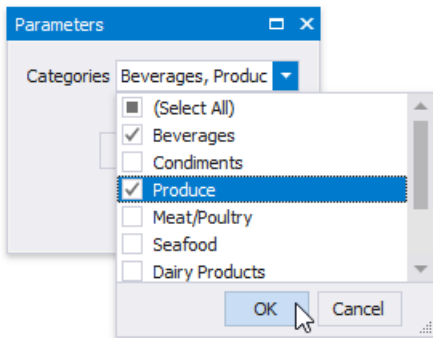 Parameters
Categories Beverages, Produc
(Select All)
Beverages
Condiments
Produce
Meat/Poultry
Seafood
Dairy Products
OK Cancel